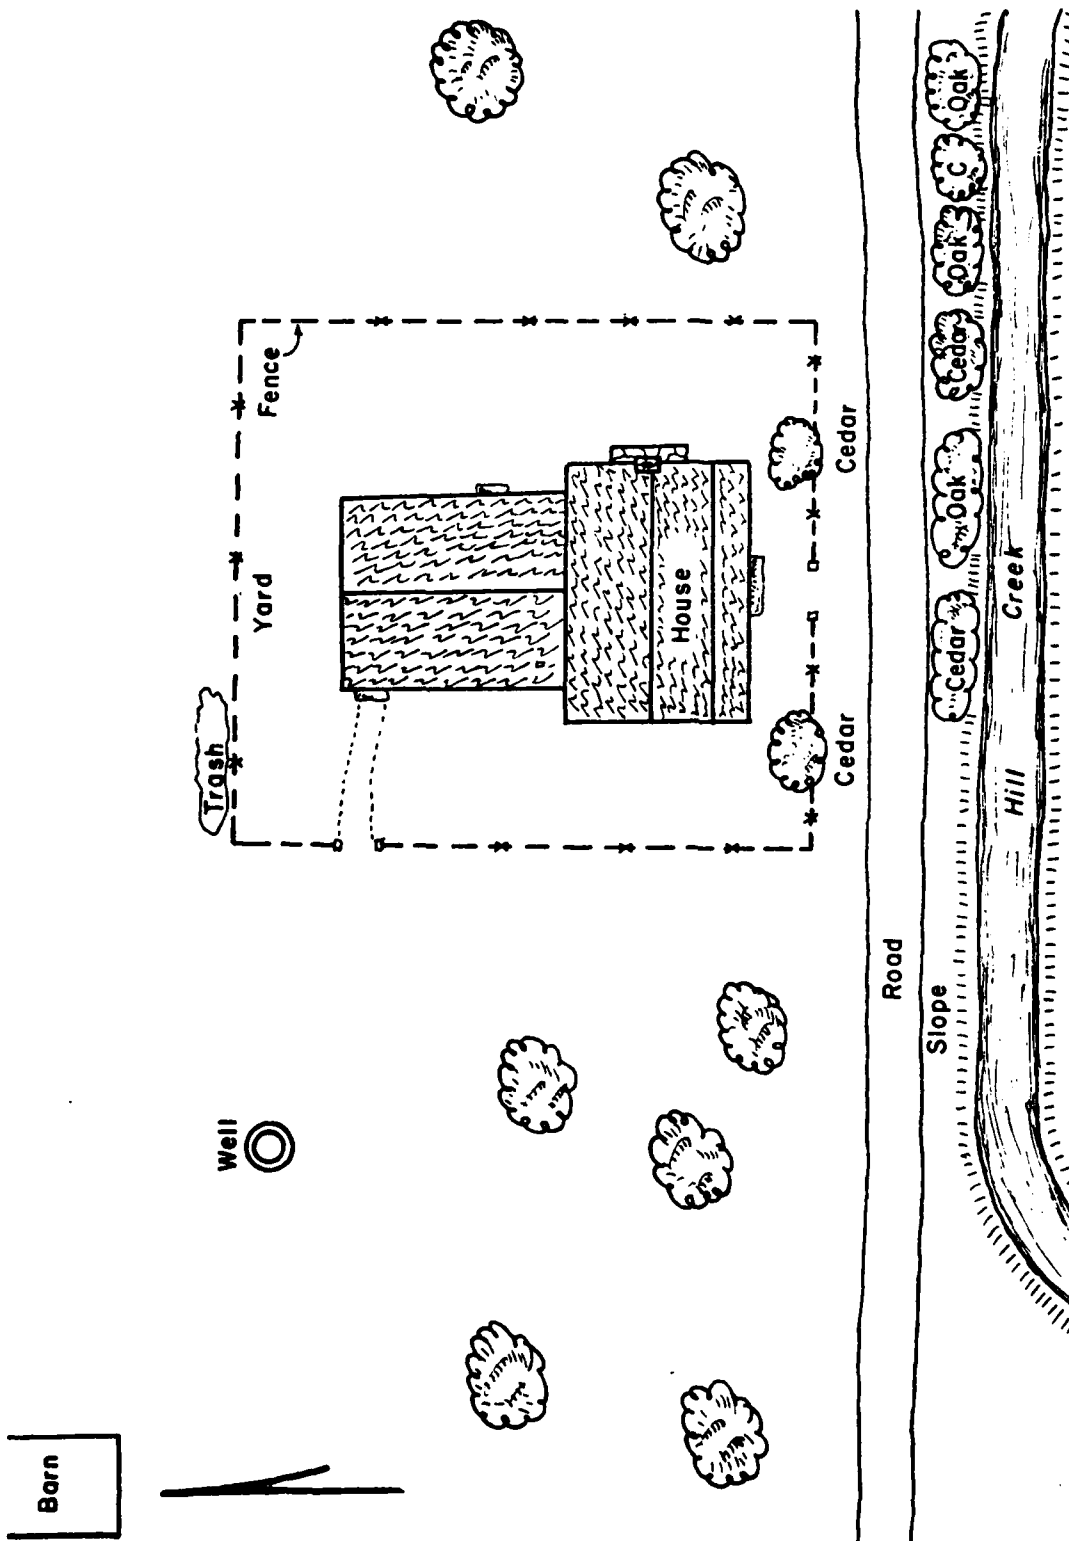 Barn
Well
Trash
Yard
Fence
House
Cedar
Cedar
Road
Slope
Cedar
Oak
Cedar
Oak
C
Oak
Hill Creek